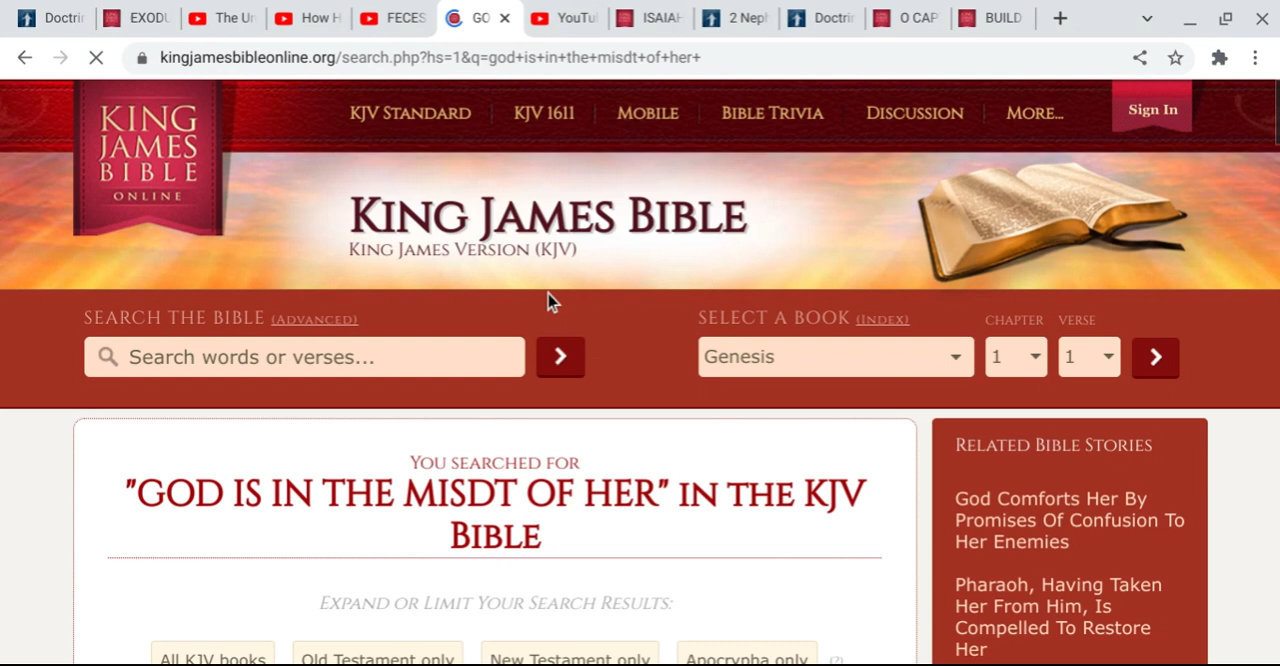 Doctrin
EXODU
The Un
How H
FECES
GO
YouTu
ISAIAH
2 Neph
Doctrin
O CAP
BUILD
kingjamesbibleonline.org/search.php?hs=1&q=god+is+in+the+misdt+of+her+
KING
JAMES
BIBLE
ONLINE
KJV STANDARD
KJV 1611
MOBILE
BIBLE TRIVIA
DISCUSSION
MORE...
Sign In
KING JAMES BIBLE
KING JAMES VERSION (KJV)
SEARCH THE BIBLE (ADVANCED)
SELECT A BOOK (INDEX)
CHAPTER
VERSE
Search words or verses...
Genesis
1
1
YOU SEARCHED FOR
"GOD IS IN THE MISDT OF HER" IN THE KJV
BIBLE
EXPAND OR LIMIT YOUR SEARCH RESULTS:
All KJV books
Old Testament only
New Testament only
Apocrypha only
(?)
RELATED BIBLE STORIES
God Comforts Her By
Promises Of Confusion To
Her Enemies
Pharaoh, Having Taken
Her From Him, Is
Compelled To Restore
Her